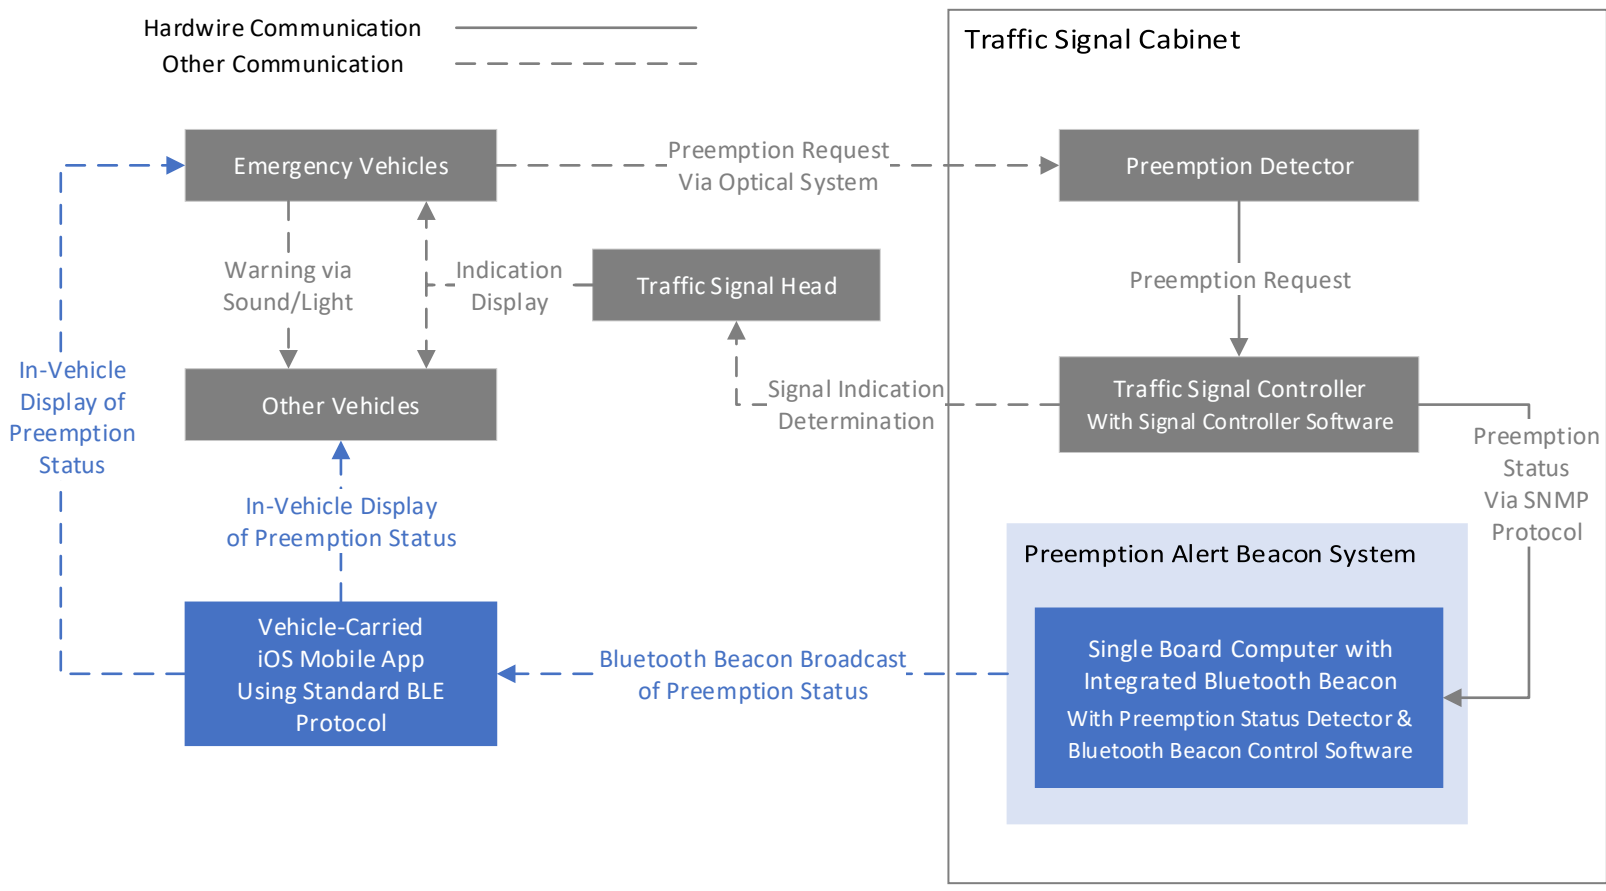 Hardwire Communication
Other Communication
Traffic Signal Cabinet
Emergency Vehicles
Preemption Request
Via Optical System
Preemption Detector
Warning via
Sound/Light
Indication
Display
Traffic Signal Head
Preemption Request
In-Vehicle
Display of
Preemption
Status
Other Vehicles
Signal Indication
Determination
Traffic Signal Controller
With Signal Controller Software
Preemption
Status
Via SNMP
Protocol
In-Vehicle Display
of Preemption Status
Preemption Alert Beacon System
Vehicle-Carried
iOS Mobile App
Using Standard BLE
Protocol
Bluetooth Beacon Broadcast
of Preemption Status
Single Board Computer with
Integrated Bluetooth Beacon
With Preemption Status Detector &
Bluetooth Beacon Control Software